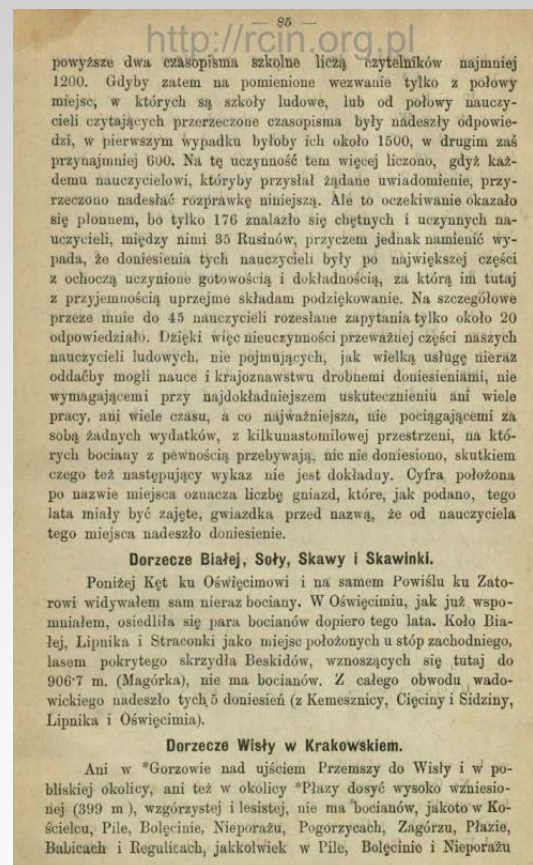 — 85 —
http://rcin.org.pl
powyższe dwa czasopisma szkolne liczą czytelników najmniej
1200. Gdyby zatem na pomienione wezwanie tylko z połowy
miejsc, w których są szkoły ludowe, lub od połowy nauczy-
cieli czytających przerzeczone czasopisma były nadeszły odpowie-
dzi, w pierwszym wypadku byłoby ich około 1500, w drugim zaś
przynajmniej 600. Na tę uczynność tem więcej liczono, gdyż każ-
demu nauczycielowi, któryby przysłał żądane uwiadomienie, przy-
rzeczono nadesłać rozprawkę niniejszą. Ale to oczekiwanie okazało
się płonnem, bo tylko 176 znalazło się chętnych i uczynnych na-
uczycieli, między nimi 35 Rusinów, przyczem jednak namienić wy-
pada, że doniesienia tych nauczycieli były po największej części
z ochoczą uczynione gotowością i dokładnością, za którą im tutaj
z przyjemnością uprzejme składam podziękowanie. Na szczegółowe
przeze mnie do 45 nauczycieli rozesłane zapytania tylko około 20
odpowiedziało. Dzięki więc nieuczynności przeważnej części naszych
nauczycieli ludowych, nie pojmujących, jak wielką usługę nieraz
oddaćby mogli nauce i krajoznawstwu drobnemi doniesieniami, nie
wymagającemi przy najdokładniejszem uskutecznieniu ani wiele
pracy, ani wiele czasu, a co najważniejsza, nie pociągającemi za
sobą żadnych wydatków, z kilkunastomilowej przestrzeni, na któ-
rych bociany z pewnością przebywają, nic nie doniesiono, skutkiem
czego też następujący wykaz nie jest dokładny. Cyfra położona
po nazwie miejsca oznacza liczbę gniazd, które, jak podano, tego
lata miały być zajęte, gwiazdka przed nazwą, że od nauczyciela
tego miejsca nadeszło doniesienie.
Dorzecze Białej, Soły, Skawy i Skawinki.
Poniżej Kęt ku Oświęcimowi i na samem Powiślu ku Zato-
rowi widywałem sam nieraz bociany. W Oświęcimiu, jak już wspo-
mniałem, osiedliła się para bocianów dopiero tego lata. Koło Bia-
łej, Lipnika i Straconki jako miejsc położonych u stóp zachodniego,
lasem pokrytego skrzydła Beskidów, wznoszących się tutaj do
906·7 m. (Magórka), nie ma bocianów. Z całego obwodu wado-
wickiego nadeszło tych 5 doniesień (z Kemesznicy, Cięciny i Sidziny,
Lipnika i Oświęcimia).
Dorzecze Wisły w Krakowskiem.
Ani w *Gorzowie nad ujściem Przemszy do Wisły i w po-
bliskiej okolicy, ani też w okolicy *Płazy dosyć wysoko wzniesio-
nej (399 m ), wzgórzystej i lesistej, nie ma bocianów, jakoto w Ko-
ścielcu, Pile, Bolęcinie, Nieporażu, Pogorzycach, Zagórzu, Płazie,
Babicach i Regulicach, jakkolwiek w Pile, Bolęcinie i Nieporażu